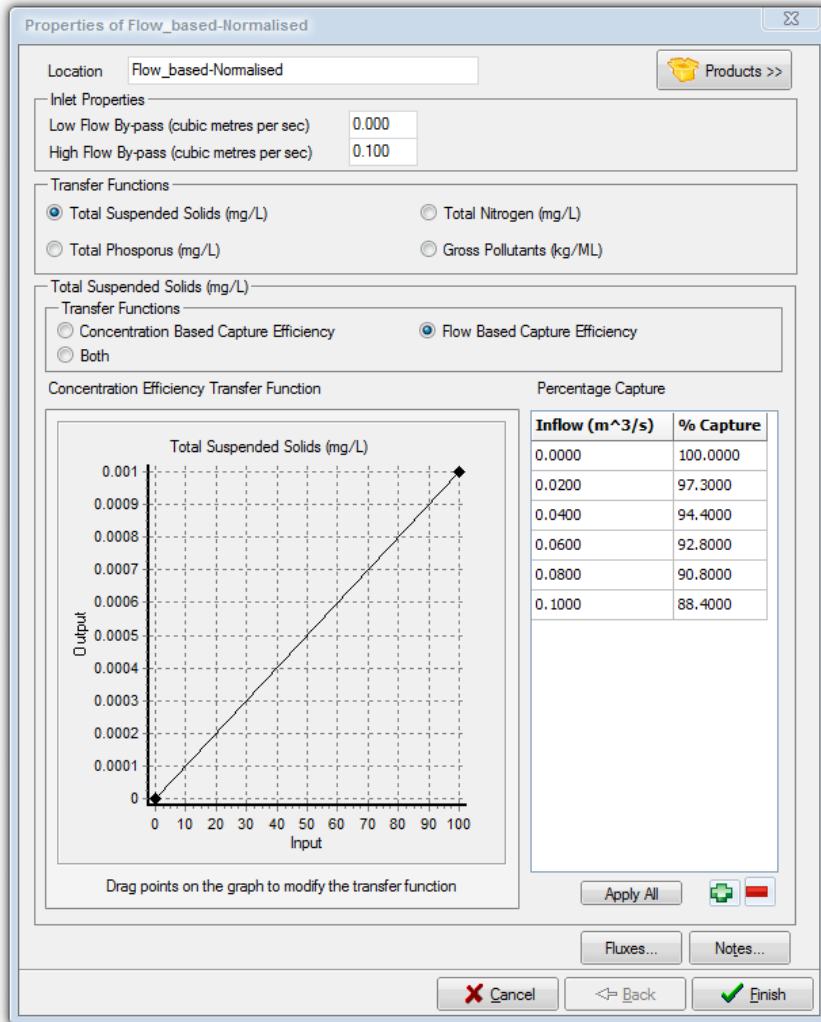 Properties of Flow_based-Normalised
Location Flow_based-Normalised Products >>
Inlet Properties
Low Flow By-pass (cubic metres per sec) 0.000
High Flow By-pass (cubic metres per sec) 0.100
Transfer Functions
Total Suspended Solids (mg/L) Total Nitrogen (mg/L)
Total Phosporus (mg/L) Gross Pollutants (kg/ML)
Total Suspended Solids (mg/L)
Transfer Functions
Concentration Based Capture Efficiency Flow Based Capture Efficiency
Both
Concentration Efficiency Transfer Function
Total Suspended Solids (mg/L)
0.001
0.0009
0.0008
0.0007
0.0006
0.0005
0.0004
0.0003
0.0002
0.0001
0
Output
0 10 20 30 40 50 60 70 80 90 100
Input
Drag points on the graph to modify the transfer function
Percentage Capture
Inflow (m^3/s) % Capture
0.0000 100.0000
0.0200 97.3000
0.0400 94.4000
0.0600 92.8000
0.0800 90.8000
0.1000 88.4000
Apply All
Fluxes... Notes...
Cancel Back Finish